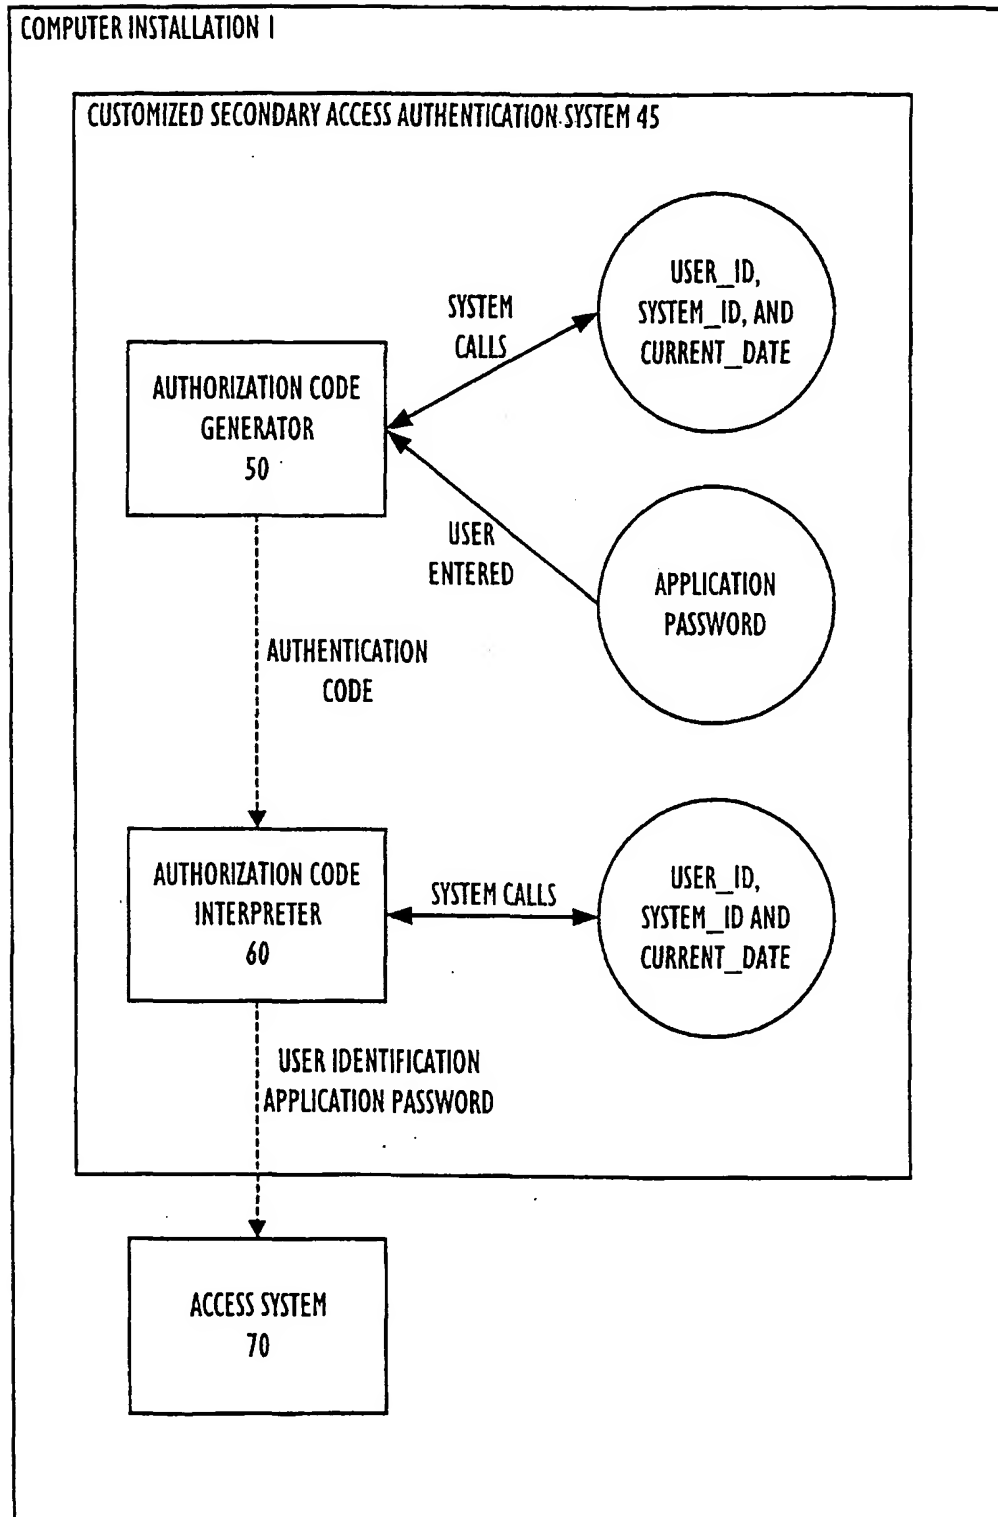 COMPUTER INSTALLATION 1
CUSTOMIZED SECONDARY ACCESS AUTHENTICATION SYSTEM 45
USER_ID,
SYSTEM_ID, AND
CURRENT_DATE
SYSTEM
CALLS
AUTHORIZATION CODE
GENERATOR
50
USER
ENTERED
APPLICATION
PASSWORD
AUTHENTICATION
CODE
AUTHORIZATION CODE
INTERPRETER
60
SYSTEM CALLS
USER_ID,
SYSTEM_ID AND
CURRENT_DATE
USER IDENTIFICATION
APPLICATION PASSWORD
ACCESS SYSTEM
70